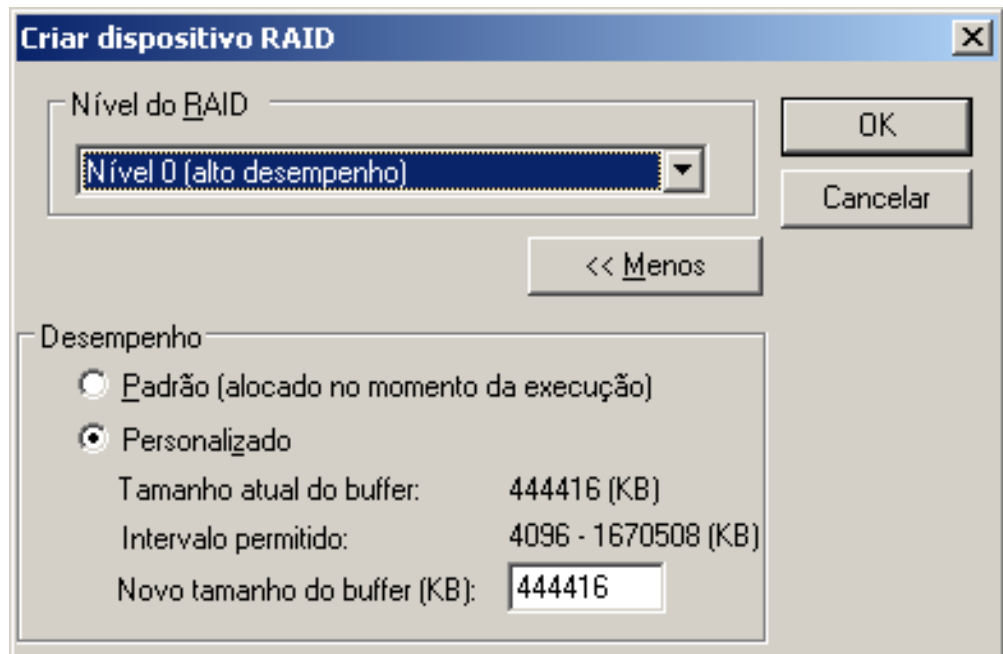 Criar dispositivo RAID
Nível do RAID
Nível 0 (alto desempenho)
OK
Cancelar
<< Menos
Desempenho
Padrão (alocado no momento da execução)
Personalizado
Tamanho atual do buffer: 444416 (KB)
Intervalo permitido: 4096 - 1670508 (KB)
Novo tamanho do buffer (KB): 444416